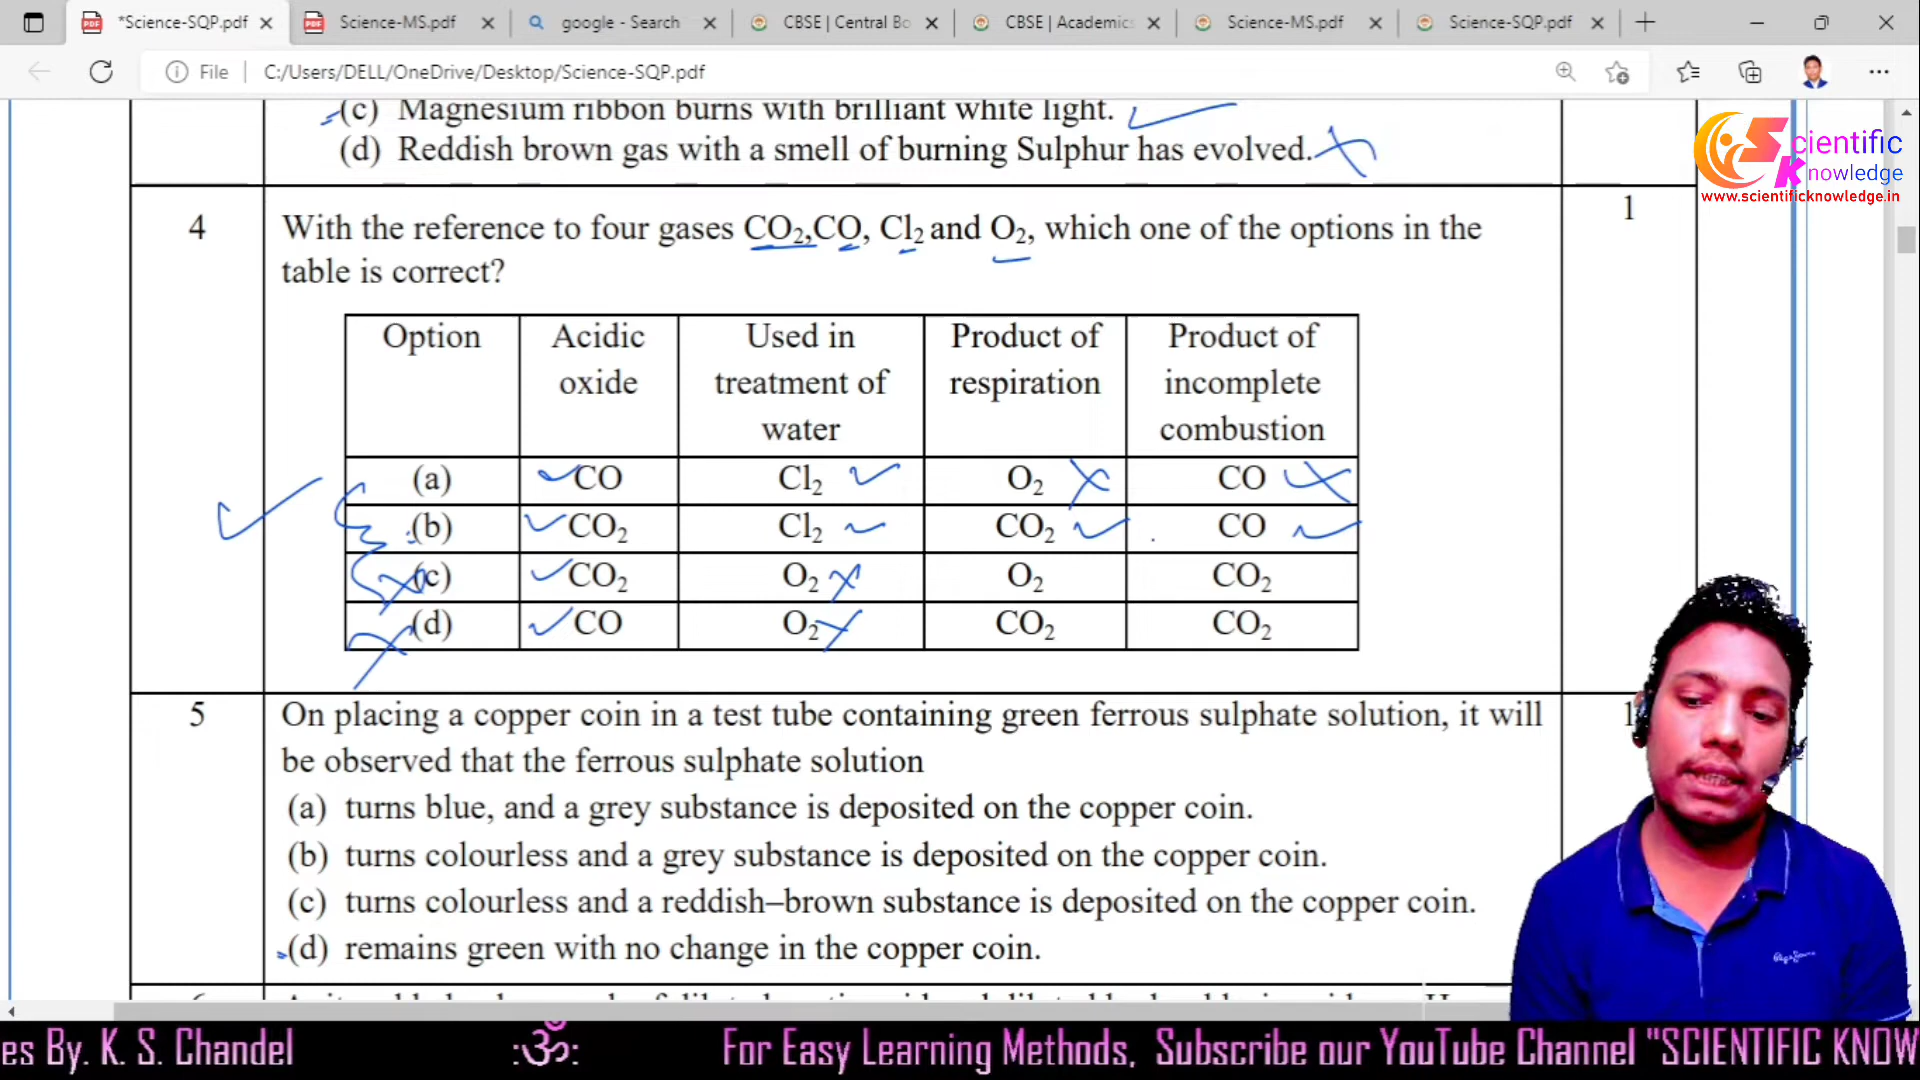 *Science-SQP.pdf
Science-MS.pdf
google - Search
CBSE | Central Bo
CBSE | Academics
Science-MS.pdf
Science-SQP.pdf
File
C:/Users/DELL/OneDrive/Desktop/Science-SQP.pdf
(c) Magnesium ribbon burns with brilliant white light.
(d) Reddish brown gas with a smell of burning Sulphur has evolved.
Scientific
Knowledge
www.scientificknowledge.in
4
With the reference to four gases CO2,CO, Cl2 and O2, which one of the options in the
table is correct?
1
Option Acidic oxide Used in treatment of water Product of respiration Product of incomplete combustion
(a) CO Cl2 O2 CO
(b) CO2 Cl2 CO2 CO
(c) CO2 O2 O2 CO2
(d) CO O2 CO2 CO2
5
On placing a copper coin in a test tube containing green ferrous sulphate solution, it will
be observed that the ferrous sulphate solution
1
(a) turns blue, and a grey substance is deposited on the copper coin.
(b) turns colourless and a grey substance is deposited on the copper coin.
(c) turns colourless and a reddish–brown substance is deposited on the copper coin.
(d) remains green with no change in the copper coin.
es By. K. S. Chandel :ॐ: For Easy Learning Methods, Subscribe our YouTube Channel "SCIENTIFIC KNOW